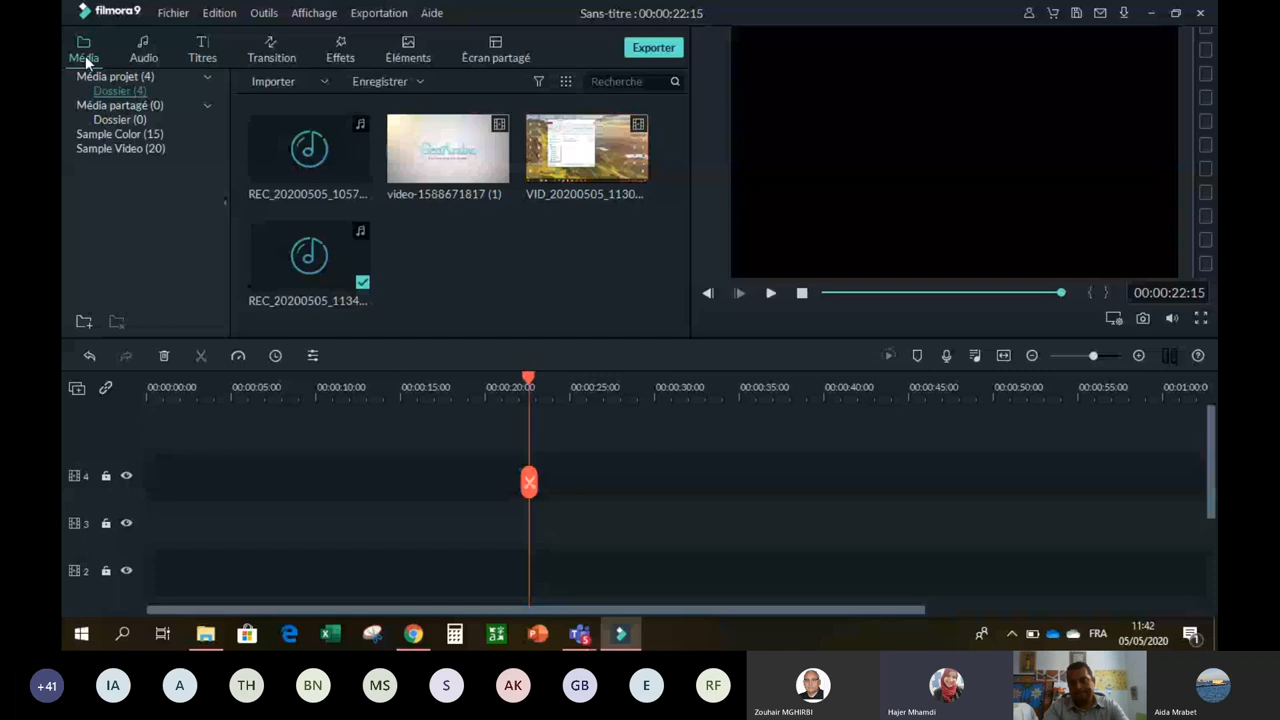 filmora9 Fichier Edition Outils Affichage Exportation Aide Sans-titre : 00:00:22:15
Média Audio Titres Transition Effets Éléments Écran partagé Exporter
Média projet (4) Importer Enregistrer Recherche
Dossier (4)
Média partagé (0)
Dossier (0)
Sample Color (15)
Sample Video (20)
REC_20200505_1057... video-1588671817 (1) VID_20200505_1130...
REC_20200505_1134...
00:00:22:15
00:00:00:00 00:00:05:00 00:00:10:00 00:00:15:00 00:00:20:00 00:00:25:00 00:00:30:00 00:00:35:00 00:00:40:00 00:00:45:00 00:00:50:00 00:00:55:00 00:01:00:0
4
3
2
FRA 11:42
05/05/2020
+41 IA A TH BN MS S AK GB E RF Zouhair MGHIRBI Hajer Mhamdi Aida Mrabet